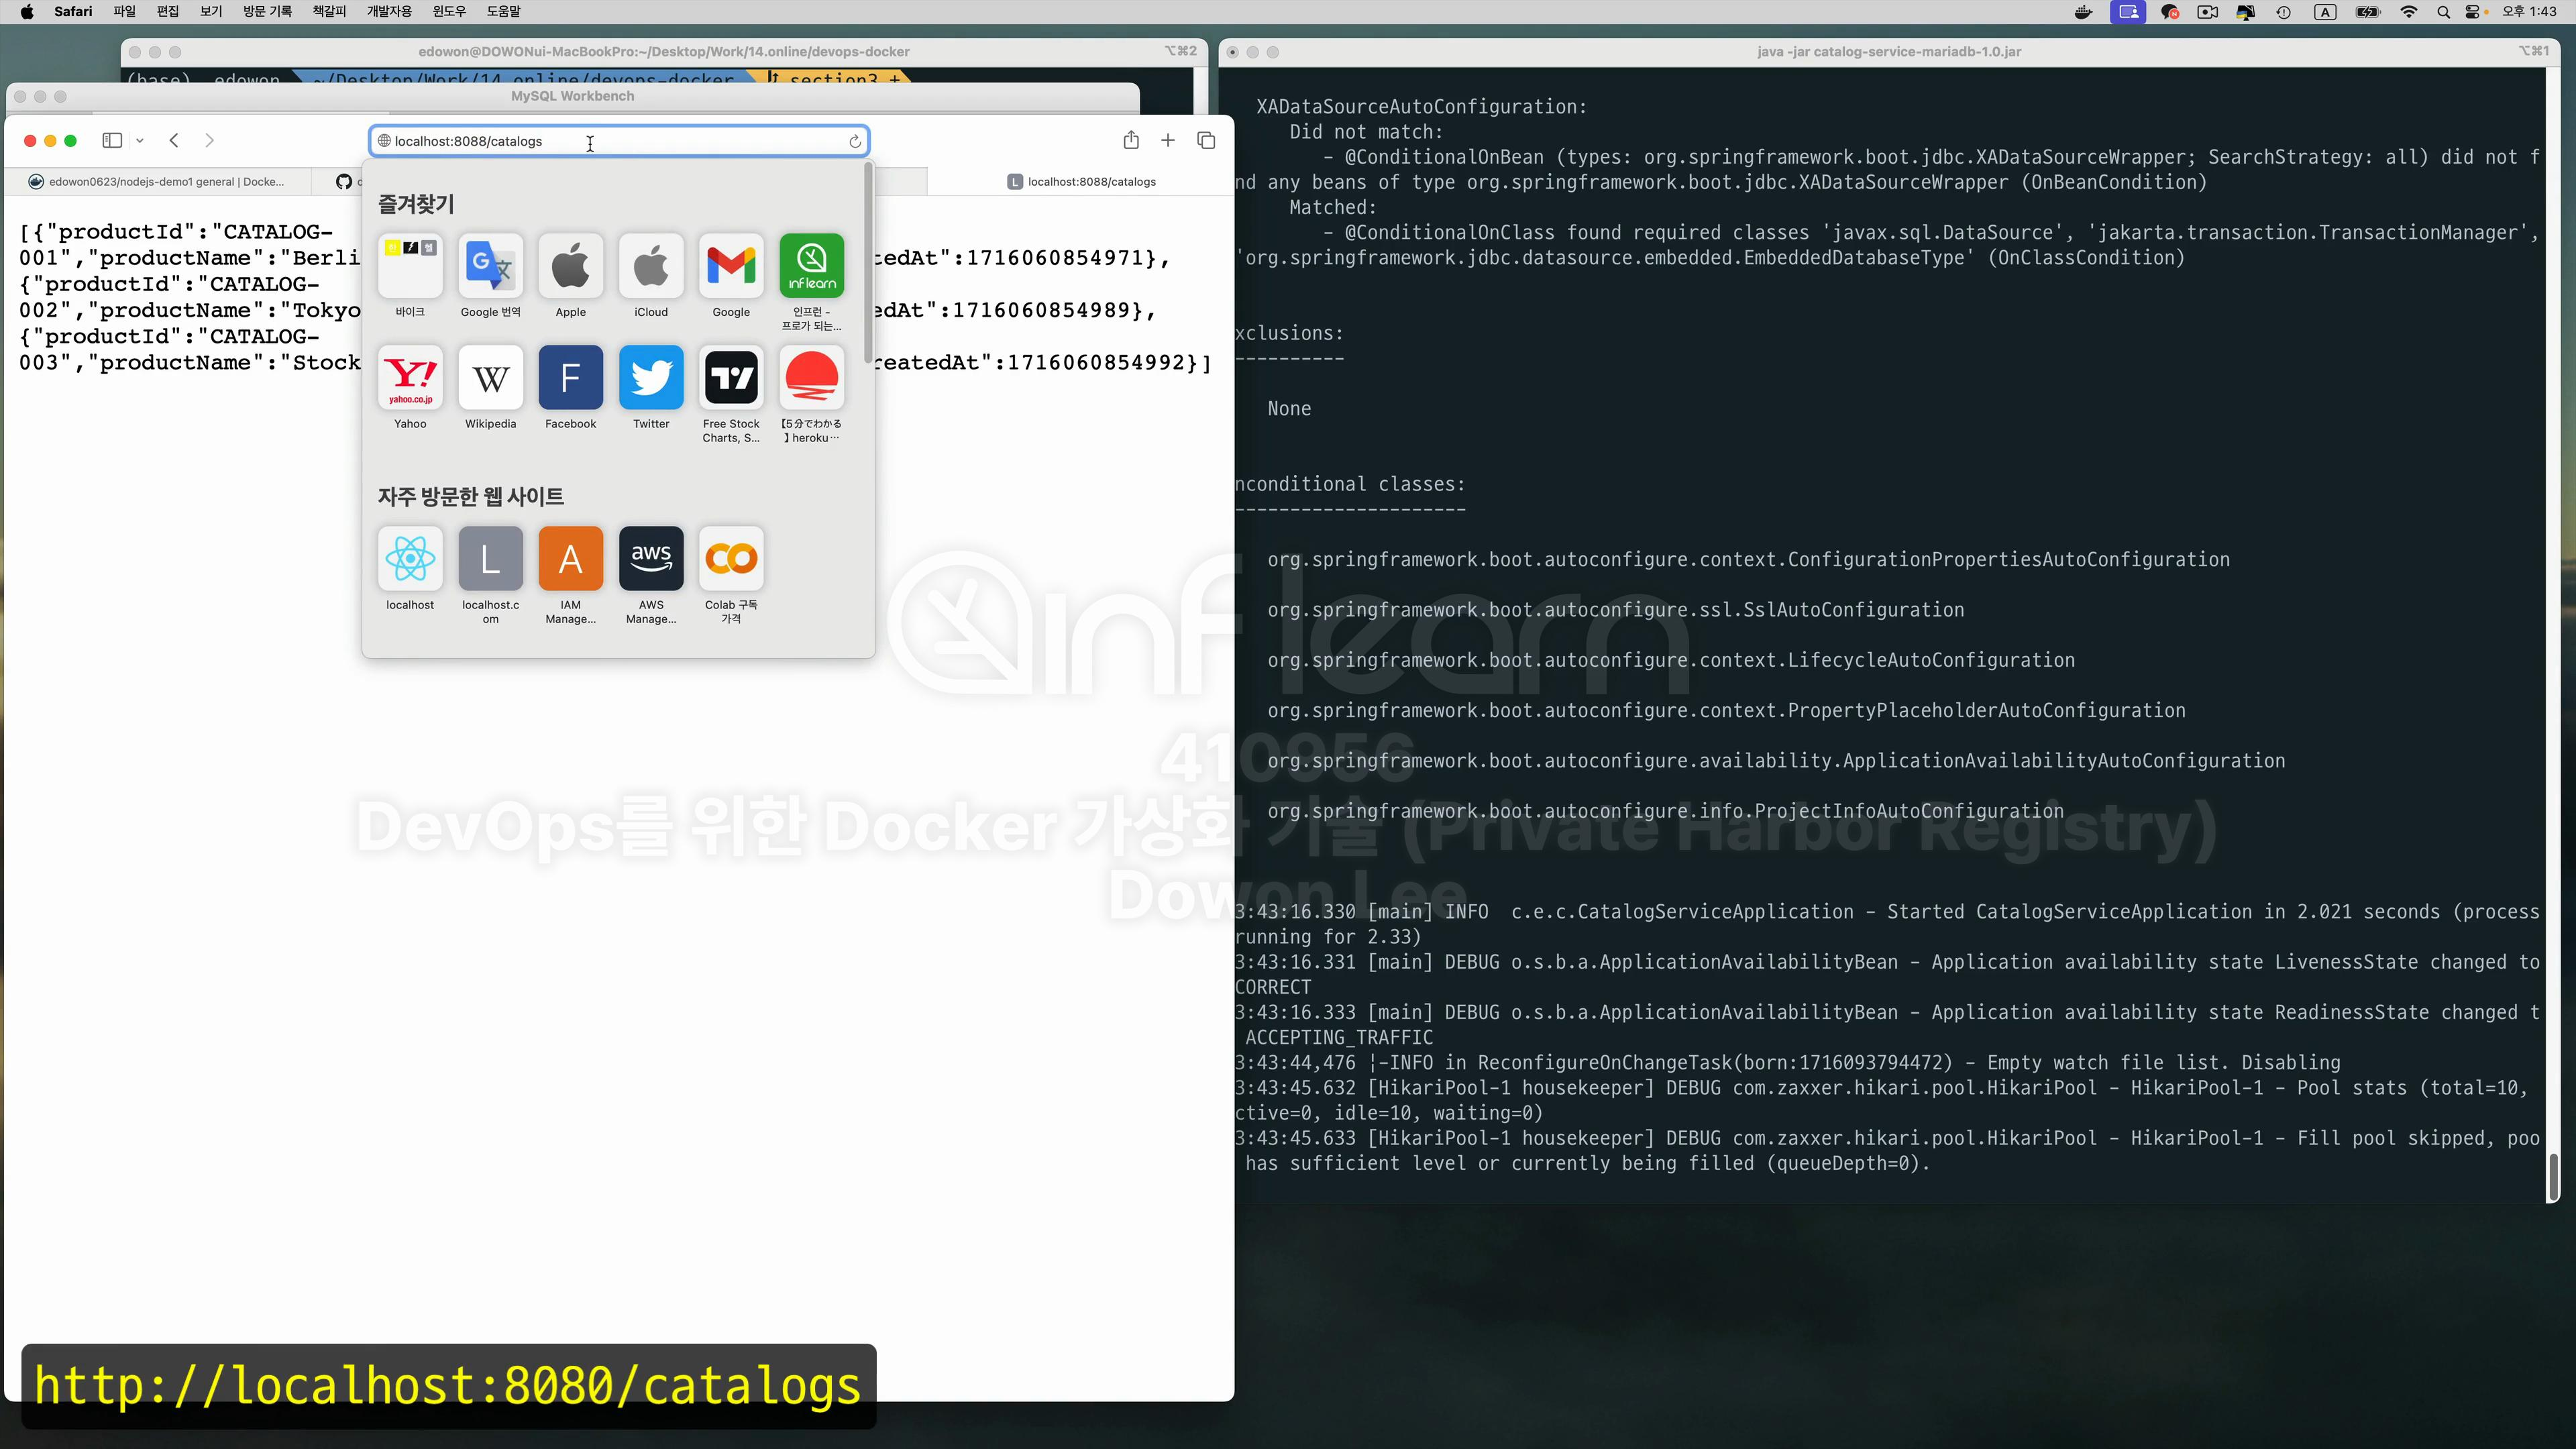 Safari 파일 편집 보기 방문 기록 책갈피 개발자용 윈도우 도움말
A 오후 1:43
edowon@DOWONui-MacBookPro:~/Desktop/Work/14.online/devops-docker ⌥⌘2
(base) edowon ~/Desktop/Work/14.online/devops-docker section3 +
MySQL Workbench
localhost:8088/catalogs
edowon0623/nodejs-demo1 general | Docke...
L localhost:8088/catalogs
[{"productId":"CATALOG-
001","productName":"Berli
tedAt":1716060854971},
{"productId":"CATALOG-
002","productName":"Tokyo
edAt":1716060854989},
{"productId":"CATALOG-
003","productName":"Stock
reatedAt":1716060854992}]
즐겨찾기
바이크
Google 번역
Apple
iCloud
Google
inflearn
인프런 -
프로가 되는...
Y!
yahoo.co.jp
W
F
Yahoo
Wikipedia
Facebook
Twitter
Free Stock
Charts, S...
【5分でわかる
】heroku…
자주 방문한 웹 사이트
L
A
aws
localhost
localhost.c
om
IAM
Manage...
AWS
Manage...
Colab 구독
가격
java -jar catalog-service-mariadb-1.0.jar ⌥⌘1
XADataSourceAutoConfiguration:
Did not match:
- @ConditionalOnBean (types: org.springframework.boot.jdbc.XADataSourceWrapper; SearchStrategy: all) did not f
nd any beans of type org.springframework.boot.jdbc.XADataSourceWrapper (OnBeanCondition)
Matched:
- @ConditionalOnClass found required classes 'javax.sql.DataSource', 'jakarta.transaction.TransactionManager',
'org.springframework.jdbc.datasource.embedded.EmbeddedDatabaseType' (OnClassCondition)
xclusions:
----------
None
nconditional classes:
---------------------
org.springframework.boot.autoconfigure.context.ConfigurationPropertiesAutoConfiguration
org.springframework.boot.autoconfigure.ssl.SslAutoConfiguration
org.springframework.boot.autoconfigure.context.LifecycleAutoConfiguration
org.springframework.boot.autoconfigure.context.PropertyPlaceholderAutoConfiguration
org.springframework.boot.autoconfigure.availability.ApplicationAvailabilityAutoConfiguration
org.springframework.boot.autoconfigure.info.ProjectInfoAutoConfiguration
3:43:16.330 [main] INFO  c.e.c.CatalogServiceApplication - Started CatalogServiceApplication in 2.021 seconds (process
running for 2.33)
3:43:16.331 [main] DEBUG o.s.b.a.ApplicationAvailabilityBean - Application availability state LivenessState changed to
CORRECT
3:43:16.333 [main] DEBUG o.s.b.a.ApplicationAvailabilityBean - Application availability state ReadinessState changed t
ACCEPTING_TRAFFIC
3:43:44,476 ¦-INFO in ReconfigureOnChangeTask(born:1716093794472) - Empty watch file list. Disabling
3:43:45.632 [HikariPool-1 housekeeper] DEBUG com.zaxxer.hikari.pool.HikariPool - HikariPool-1 - Pool stats (total=10,
ctive=0, idle=10, waiting=0)
3:43:45.633 [HikariPool-1 housekeeper] DEBUG com.zaxxer.hikari.pool.HikariPool - HikariPool-1 - Fill pool skipped, poo
has sufficient level or currently being filled (queueDepth=0).
inflearn
410956
DevOps를 위한 Docker 가상화 기술 (Private Harbor Registry)
Dowon Lee
http://localhost:8080/catalogs